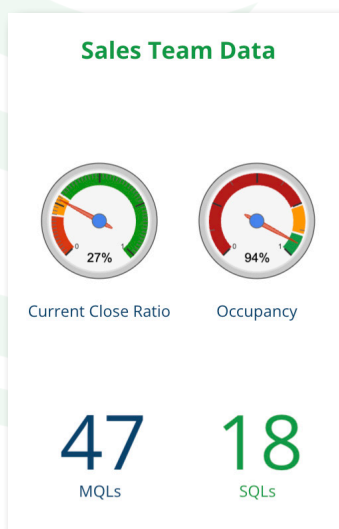 Sales Team Data
0 1
27%
0 1
94%
Current Close Ratio
Occupancy
47
MQLs
18
SQLs